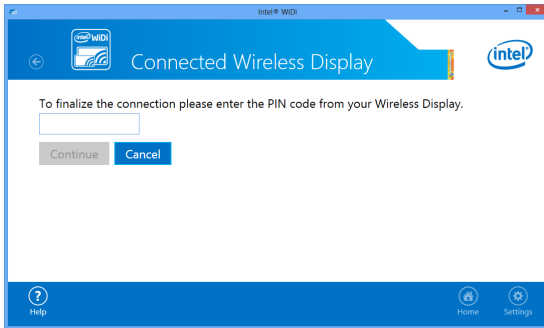 Intel® WiDi
intel WiDi
Connected Wireless Display
intel
To finalize the connection please enter the PIN code from your Wireless Display.
Continue
Cancel
?
Help
Home
Settings